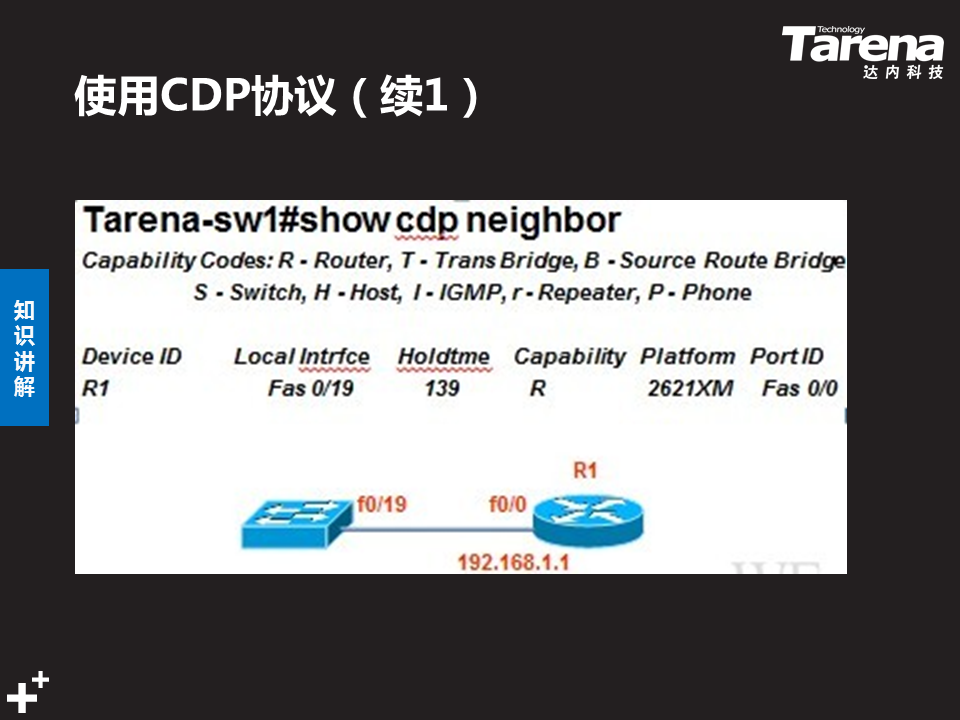 Technology
Tarena
达内科技
使用CDP协议（续1）
知识讲解
Tarena-sw1#show cdp neighbor
Capability Codes: R - Router, T - Trans Bridge, B - Source Route Bridge
S - Switch, H - Host, I - IGMP, r - Repeater, P - Phone
Device ID Local Intrfce Holdtme Capability Platform Port ID
R1 Fas 0/19 139 R 2621XM Fas 0/0
R1
f0/19 f0/0
192.168.1.1